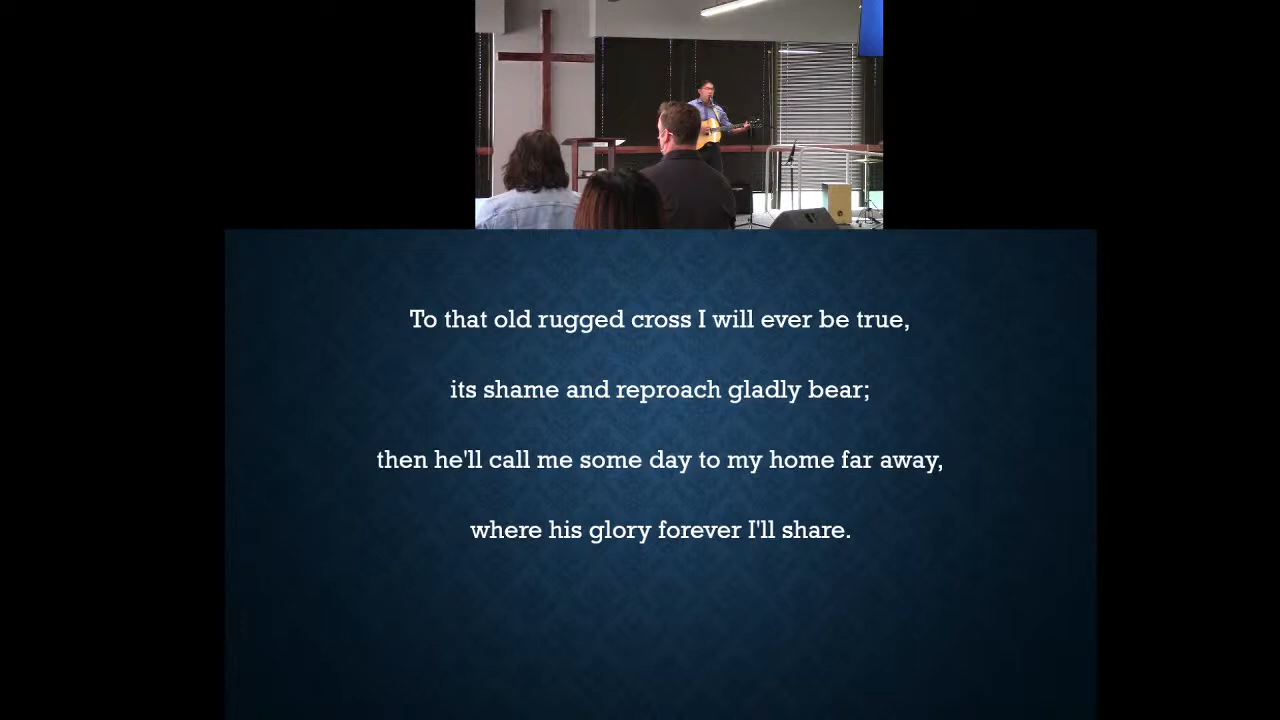 To that old rugged cross I will ever be true,
its shame and reproach gladly bear;
then he'll call me some day to my home far away,
where his glory forever I'll share.